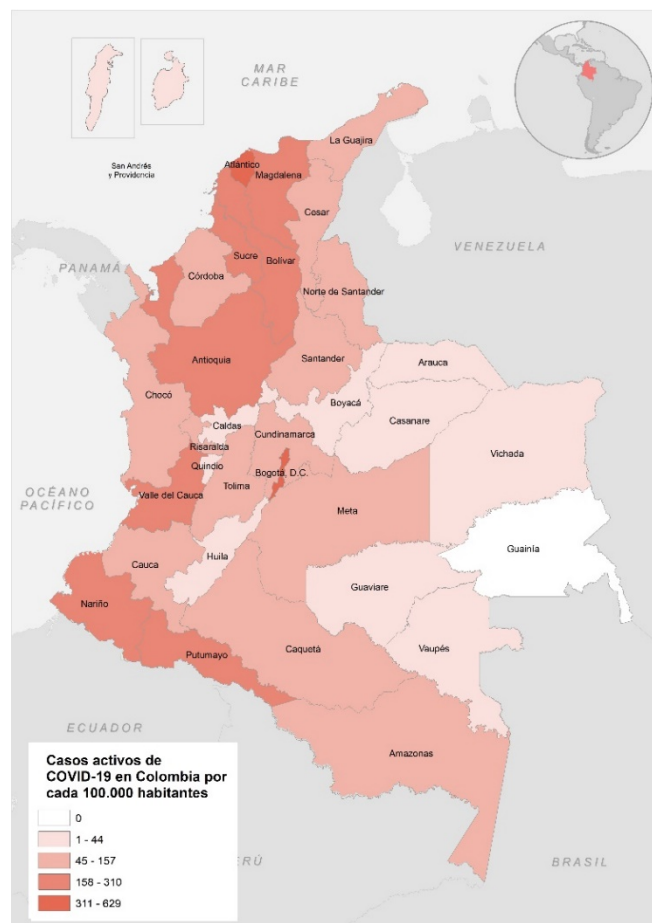 MAR
CARIBE
La Guajira
San Andrés
y Providencia
Atlántico
Magdalena
Cesar
VENEZUELA
PANAMÁ
Sucre
Bolívar
Córdoba
Norte de Santander
Antioquia
Santander
Arauca
Chocó
Boyacá
Casanare
Caldas
Cundinamarca
Risaralda
Vichada
Quindío
Bogotá, D.C.
OCÉANO
PACÍFICO
Valle del Cauca
Tolima
Meta
Guainía
Huila
Cauca
Guaviare
Nariño
Vaupés
Putumayo
Caquetá
ECUADOR
Amazonas
Casos activos de
COVID-19 en Colombia por
cada 100.000 habitantes
0
1 - 44
45 - 157
158 - 310
311 - 629
ERÚ
BRASIL